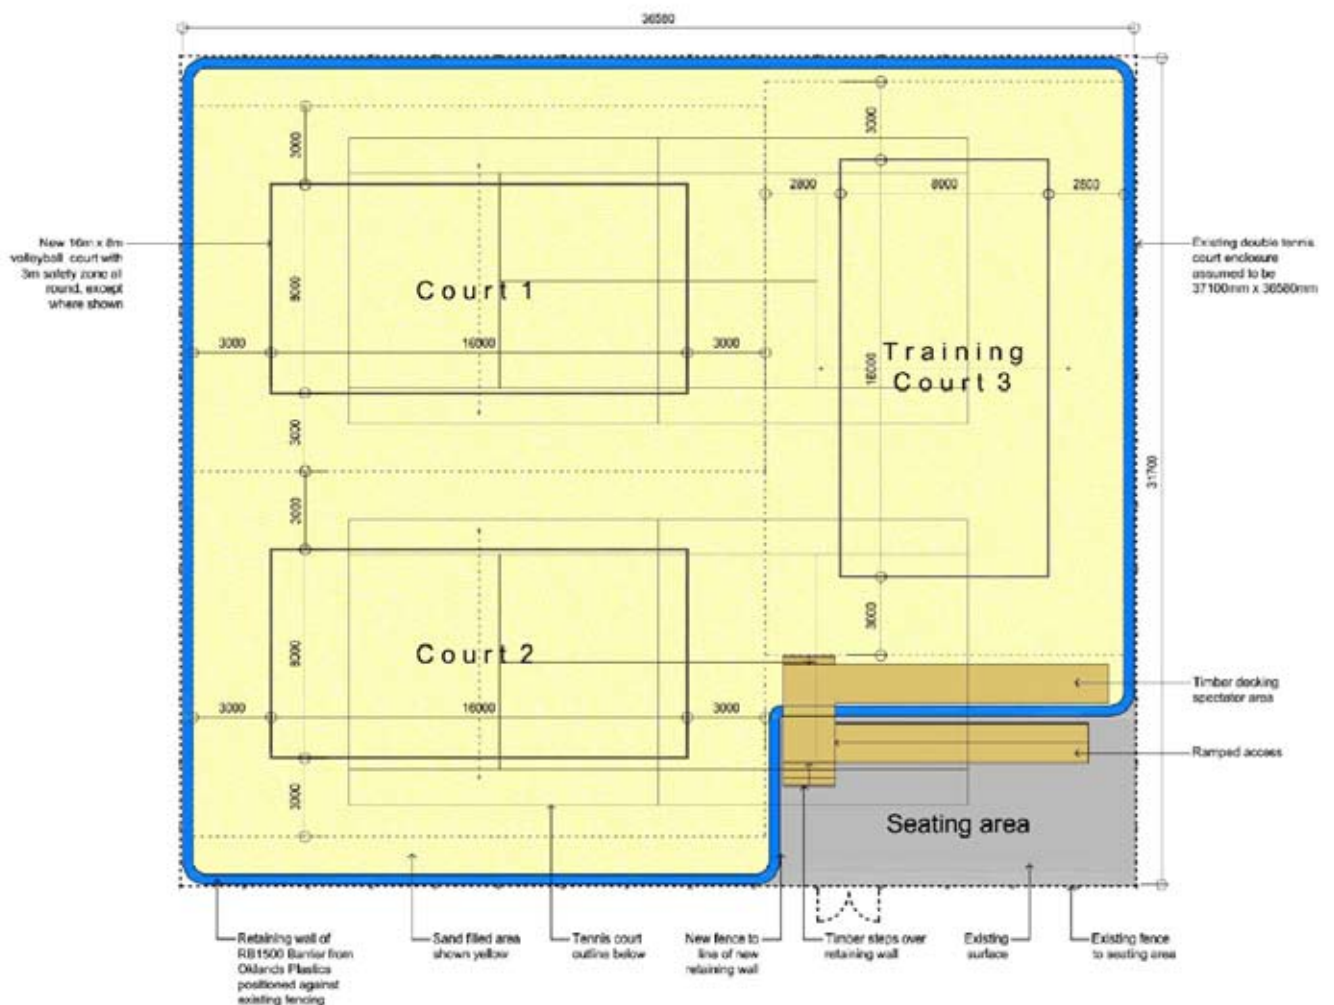 36580
3000
3000
2800
8000
2800
New 16m x 8m
volleyball court with
3m safety zone all
round, except
where shown
Existing double tennis
court enclosure
assumed to be
37100mm x 36580mm
8000
Court 1
3000
16000
3000
Training
Court 3
16000
3000
3000
31700
3000
8000
Court 2
3000
16000
3000
3000
Timber decking
spectator area
Ramped access
Seating area
Retaining wall of
RB1500 Barrier from
Oklands Plastics
positioned against
existing fencing
Sand filled area
shown yellow
Tennis court
outline below
New fence to
line of new
retaining wall
Timber steps over
retaining wall
Existing
surface
Existing fence
to seating area